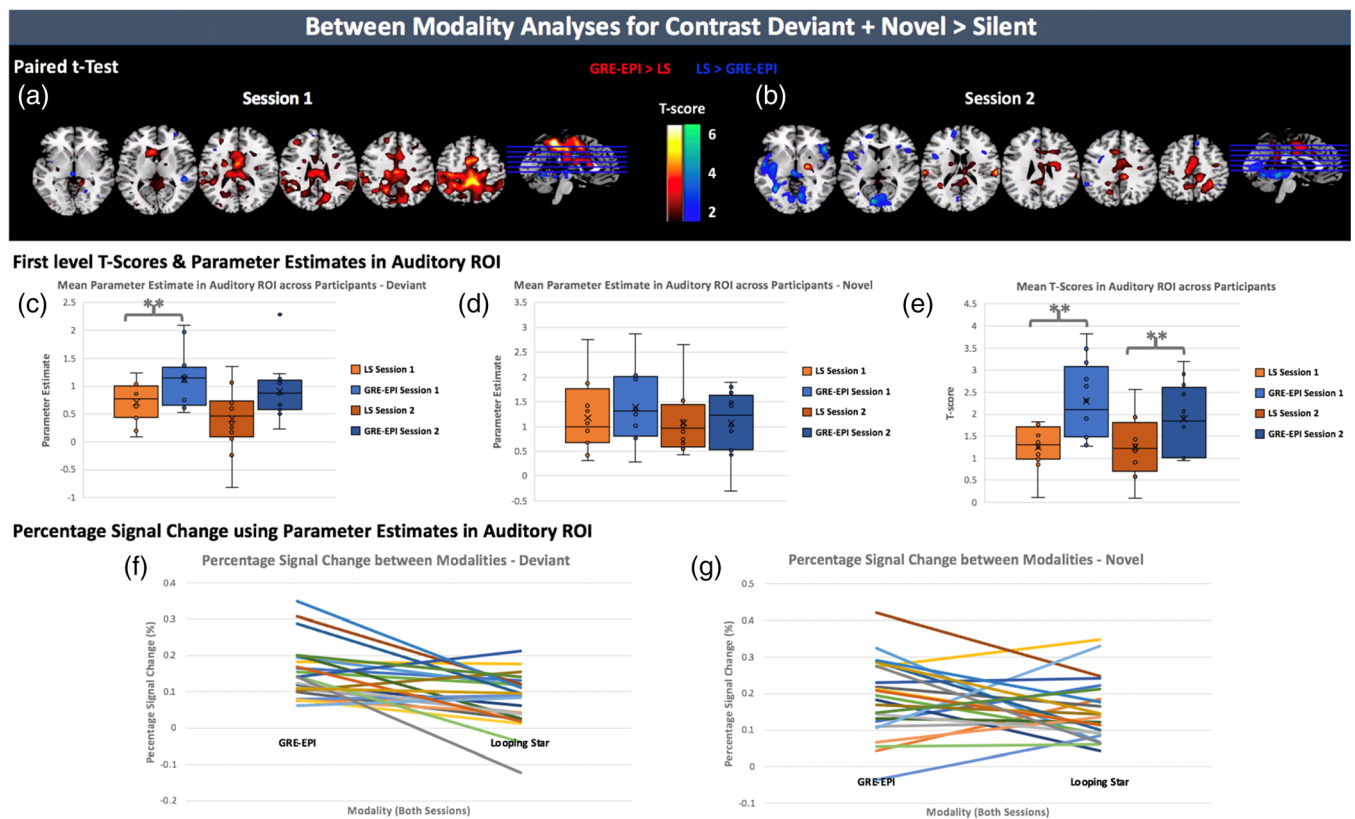 Between Modality Analyses for Contrast Deviant + Novel > Silent
Paired t-Test
GRE-EPI > LS LS > GRE-EPI
(a)
Session 1
T-score
6
4
2
(b)
Session 2
First level T-Scores & Parameter Estimates in Auditory ROI
(c)
Mean Parameter Estimate in Auditory ROI across Participants - Deviant
Parameter Estimate
2.5
2
1.5
1
0.5
0
-0.5
-1
**
LS Session 1
GRE-EPI Session 1
LS Session 2
GRE-EPI Session 2
(d)
Mean Parameter Estimate in Auditory ROI across Participants - Novel
Parameter Estimate
3.5
3
2.5
2
1.5
1
0.5
0
-0.5
LS Session 1
GRE-EPI Session 1
LS Session 2
GRE-EPI Session 2
(e)
Mean T-Scores in Auditory ROI across Participants
T-score
4.5
4
3.5
3
2.5
2
1.5
1
0.5
0
**
**
LS Session 1
GRE-EPI Session 1
LS Session 2
GRE-EPI Session 2
Percentage Signal Change using Parameter Estimates in Auditory ROI
(f)
Percentage Signal Change between Modalities - Deviant
Pecentage Signal Change (%)
0.4
0.3
0.2
0.1
0
-0.1
-0.2
GRE-EPI
Looping Star
Modality (Both Sessions)
(g)
Percentage Signal Change between Modalities - Novel
Percentage Signal Change (%)
0.5
0.4
0.3
0.2
0.1
0
-0.1
GRE-EPI
Looping Star
Modality (Both Sessions)